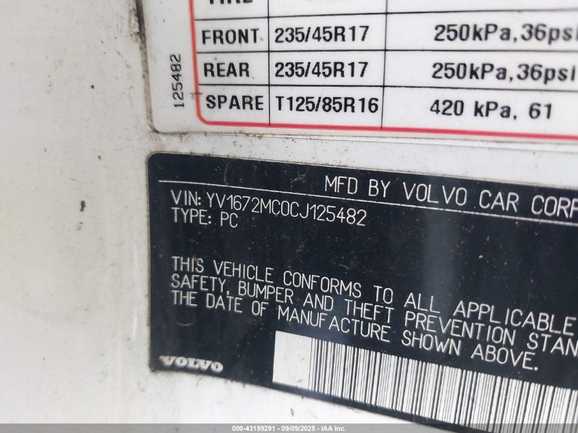 FRONT 235/45R17 250kPa,36psi
REAR 235/45R17 250kPa,36psi
SPARE T125/85R16 420 kPa, 61
125482
MFD BY VOLVO CAR CORP
VIN: YV1672MC0CJ125482
TYPE: PC
THIS VEHICLE CONFORMS TO ALL APPLICABLE
SAFETY, BUMPER AND THEFT PREVENTION STAN
THE DATE OF MANUFACTURE SHOWN ABOVE.
VOLVO
000-43159291 - 09/09/2025 - IAA Inc.